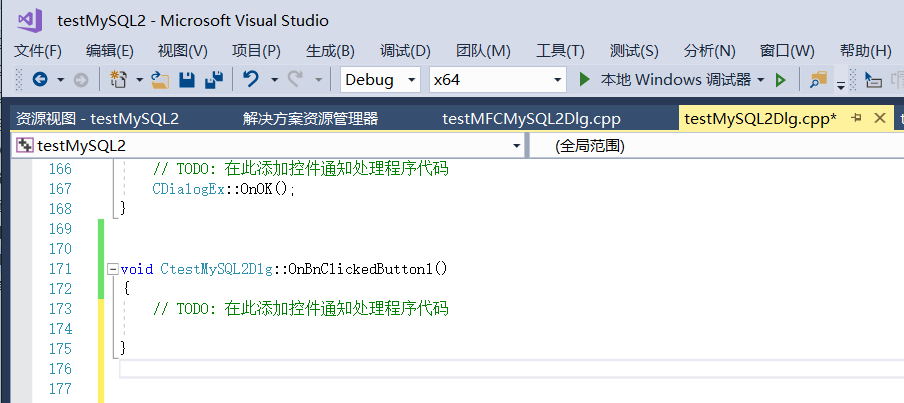 testMySQL2 - Microsoft Visual Studio
文件(F) 编辑(E) 视图(V) 项目(P) 生成(B) 调试(D) 团队(M) 工具(T) 测试(S) 分析(N) 窗口(W) 帮助(H)
Debug x64 本地 Windows 调试器
资源视图 - testMySQL2 解决方案资源管理器 testMFCMySQL2Dlg.cpp testMySQL2Dlg.cpp*
testMySQL2 (全局范围)
166 // TODO: 在此添加控件通知处理程序代码
167 CDialogEx::OnOK();
168 }
169
170
171 void CtestMySQL2Dlg::OnBnClickedButton1()
172 {
173 // TODO: 在此添加控件通知处理程序代码
174
175 }
176
177